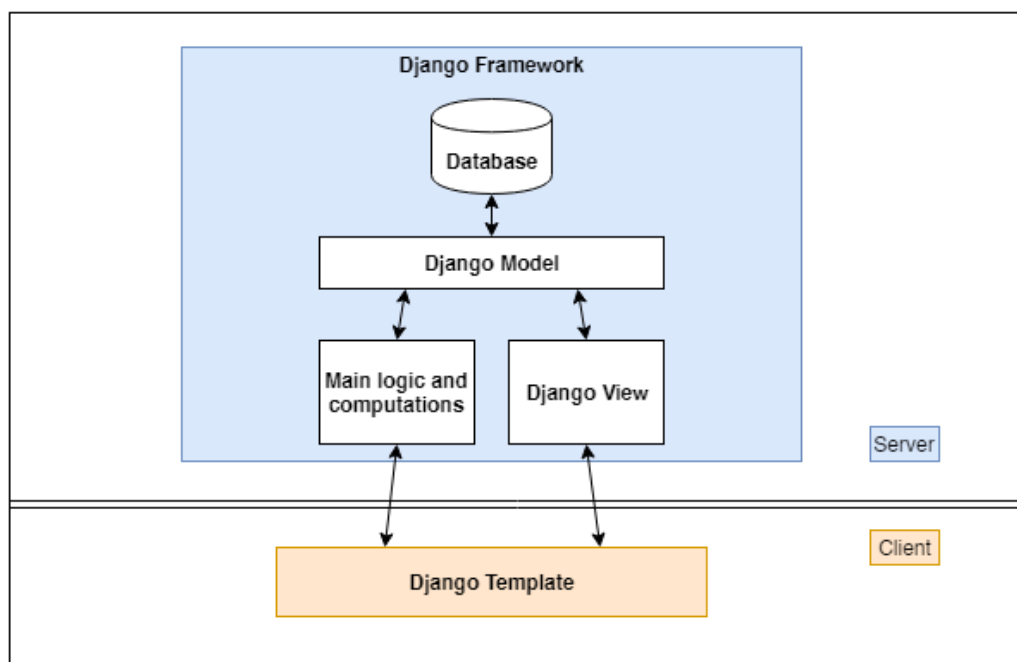 Django Framework
Database
Django Model
Main logic and
computations
Django View
Server
Client
Django Template